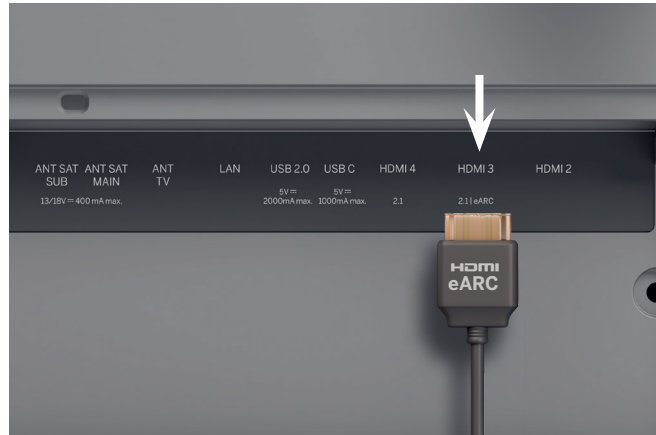 ANT SAT SUB
ANT SAT MAIN
ANT TV
LAN
USB 2.0
USB C
HDMI 4
HDMI 3
HDMI 2
13/18V ⎓ 400 mA max.
5V ⎓ 2000mA max.
5V ⎓ 1000mA max.
2.1
2.1 | eARC
HDMI
eARC